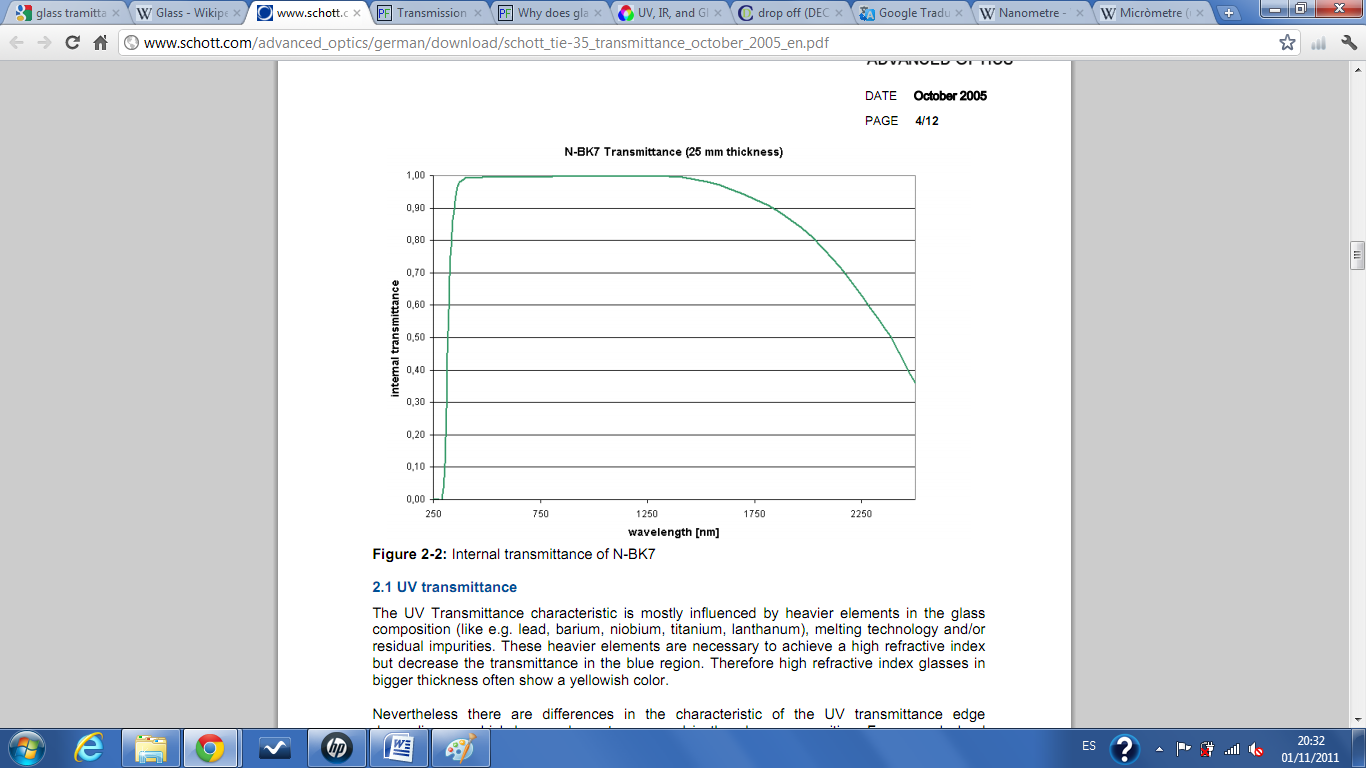 glass tramitta
Glass - Wikipe
www.schott.c
Transmission
Why does gla
UV, IR, and Gl
drop off (DEC
Google Tradu
Nanometre -
Micròmetre (
www.schott.com/advanced_optics/german/download/schott_tie-35_transmittance_october_2005_en.pdf
ADVANCED OPTICS
DATE October 2005
PAGE 4/12
N-BK7 Transmittance (25 mm thickness)
1,00
0,90
0,80
0,70
0,60
0,50
0,40
0,30
0,20
0,10
0,00
internal transmittance
250 750 1250 1750 2250
wavelength [nm]
Figure 2-2: Internal transmittance of N-BK7
2.1 UV transmittance
The UV Transmittance characteristic is mostly influenced by heavier elements in the glass
composition (like e.g. lead, barium, niobium, titanium, lanthanum), melting technology and/or
residual impurities. These heavier elements are necessary to achieve a high refractive index
but decrease the transmittance in the blue region. Therefore high refractive index glasses in
bigger thickness often show a yellowish color.
Nevertheless there are differences in the characteristic of the UV transmittance edge
ES
20:32
01/11/2011